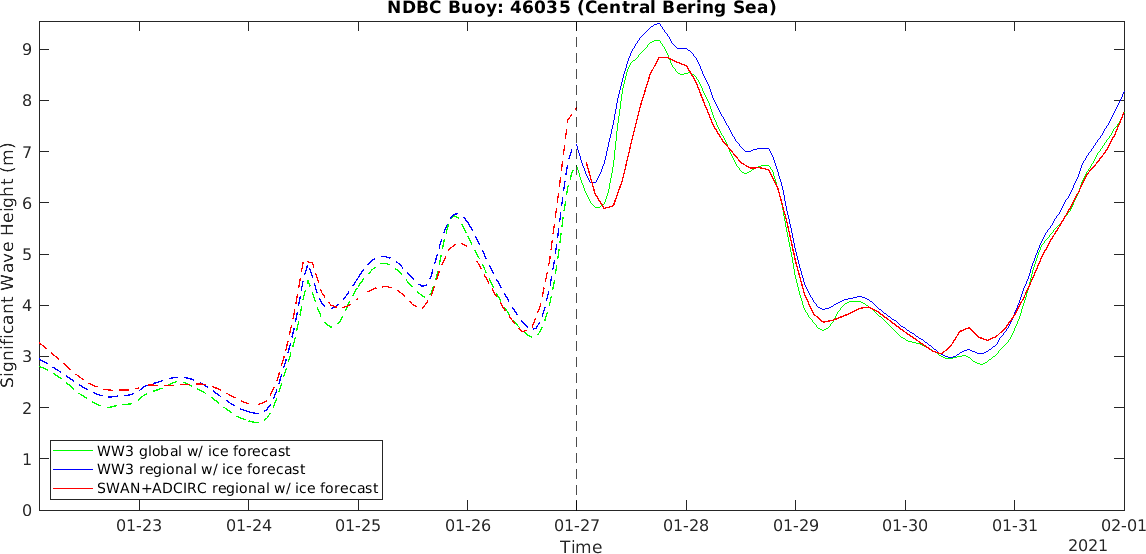 NDBC Buoy: 46035 (Central Bering Sea)
Significant Wave Height (m)
9
8
7
6
5
4
3
2
1
0
WW3 global w/ ice forecast
WW3 regional w/ ice forecast
SWAN+ADCIRC regional w/ ice forecast
01-23 01-24 01-25 01-26 01-27 01-28 01-29 01-30 01-31 02-01
Time
2021